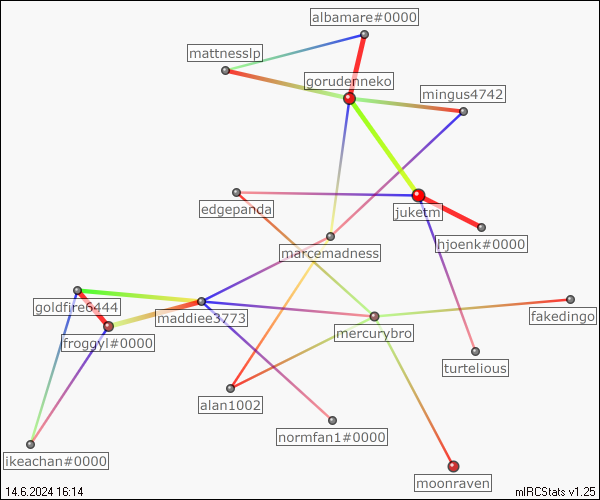 albamare#0000
mattnesslp
gorudenneko
mingus4742
edgepanda
juketm
hjoenk#0000
marcemadness
goldfire6444
maddiee3773
fakedingo
froggyl#0000
mercurybro
turtelious
alan1002
normfan1#0000
ikeachan#0000
moonraven
14.6.2024 16:14
mIRCStats v1.25